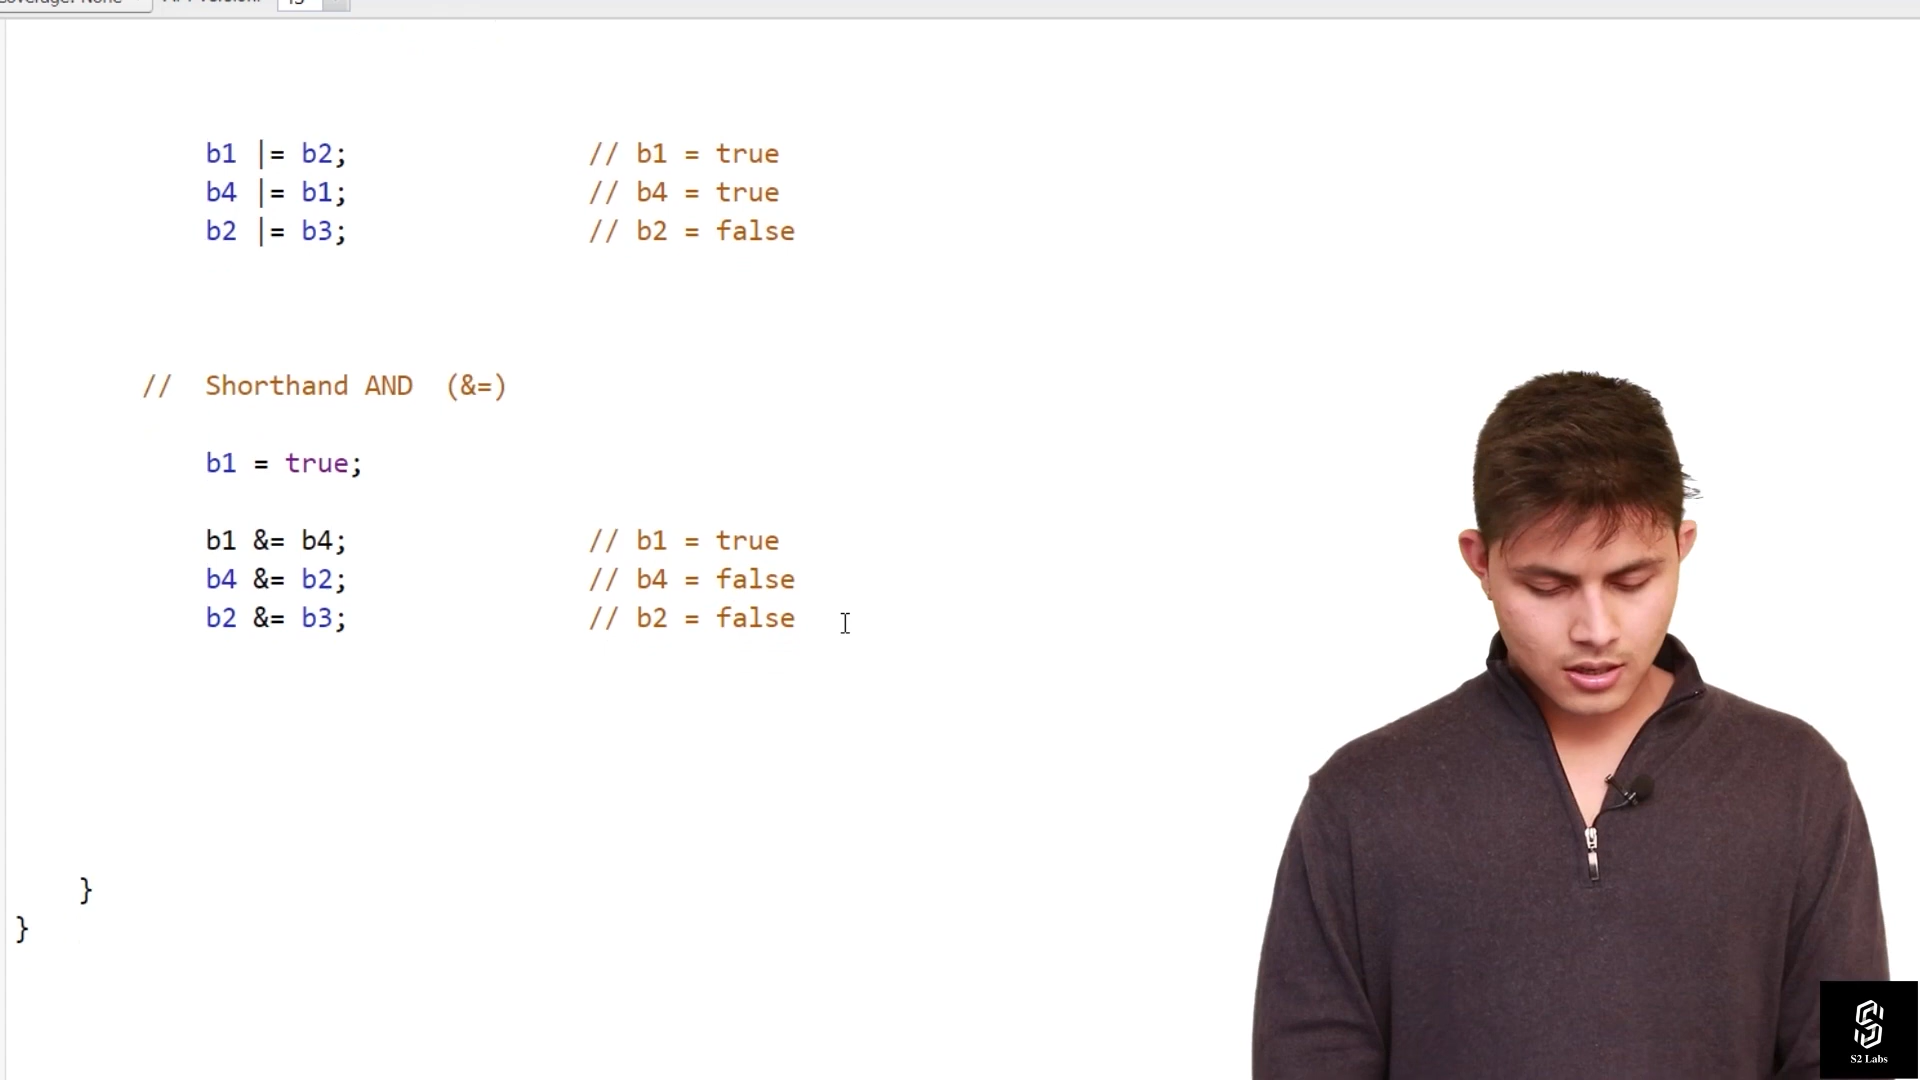 b1 |= b2; // b1 = true
b4 |= b1; // b4 = true
b2 |= b3; // b2 = false
// Shorthand AND (&=)
b1 = true;
b1 &= b4; // b1 = true
b4 &= b2; // b4 = false
b2 &= b3; // b2 = false
}
}
S2 Labs